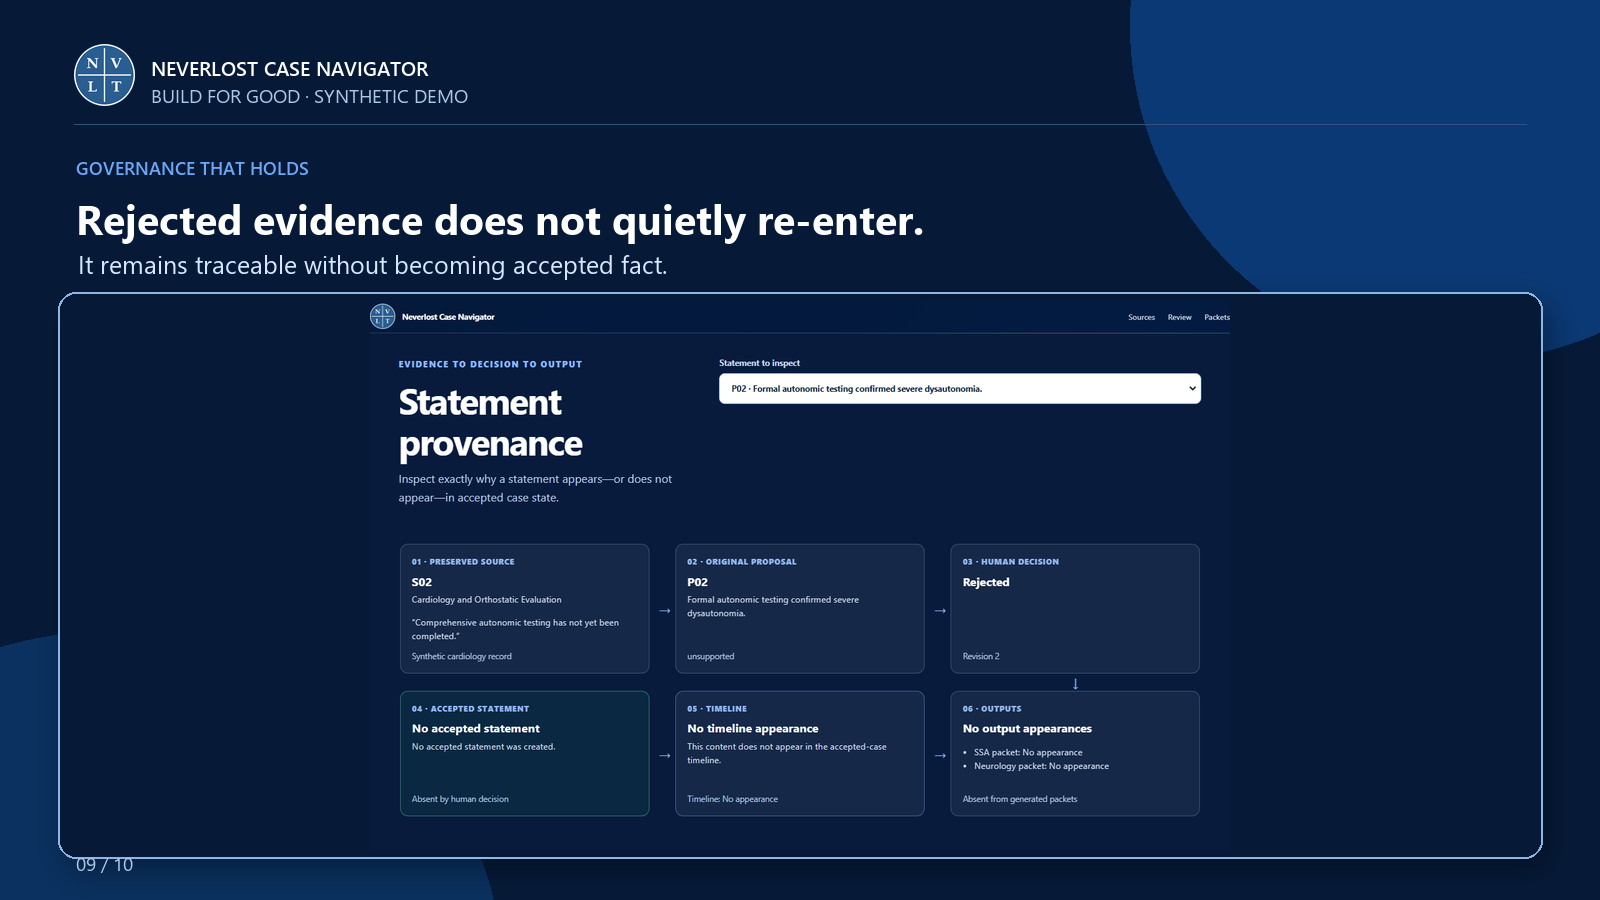 N V
L T
NEVERLOST CASE NAVIGATOR
BUILD FOR GOOD · SYNTHETIC DEMO
GOVERNANCE THAT HOLDS
Rejected evidence does not quietly re-enter.
It remains traceable without becoming accepted fact.
N V
L T
Neverlost Case Navigator
Sources Review Packets
EVIDENCE TO DECISION TO OUTPUT
Statement
provenance
Inspect exactly why a statement appears—or does not
appear—in accepted case state.
Statement to inspect
P02 · Formal autonomic testing confirmed severe dysautonomia.
01 · PRESERVED SOURCE
S02
Cardiology and Orthostatic Evaluation
“Comprehensive autonomic testing has not yet been
completed.”
Synthetic cardiology record
→
02 · ORIGINAL PROPOSAL
P02
Formal autonomic testing confirmed severe
dysautonomia.
unsupported
→
03 · HUMAN DECISION
Rejected
Revision 2
↓
04 · ACCEPTED STATEMENT
No accepted statement
No accepted statement was created.
Absent by human decision
→
05 · TIMELINE
No timeline appearance
This content does not appear in the accepted-case
timeline.
Timeline: No appearance
→
06 · OUTPUTS
No output appearances
• SSA packet: No appearance
• Neurology packet: No appearance
Absent from generated packets
09 / 10